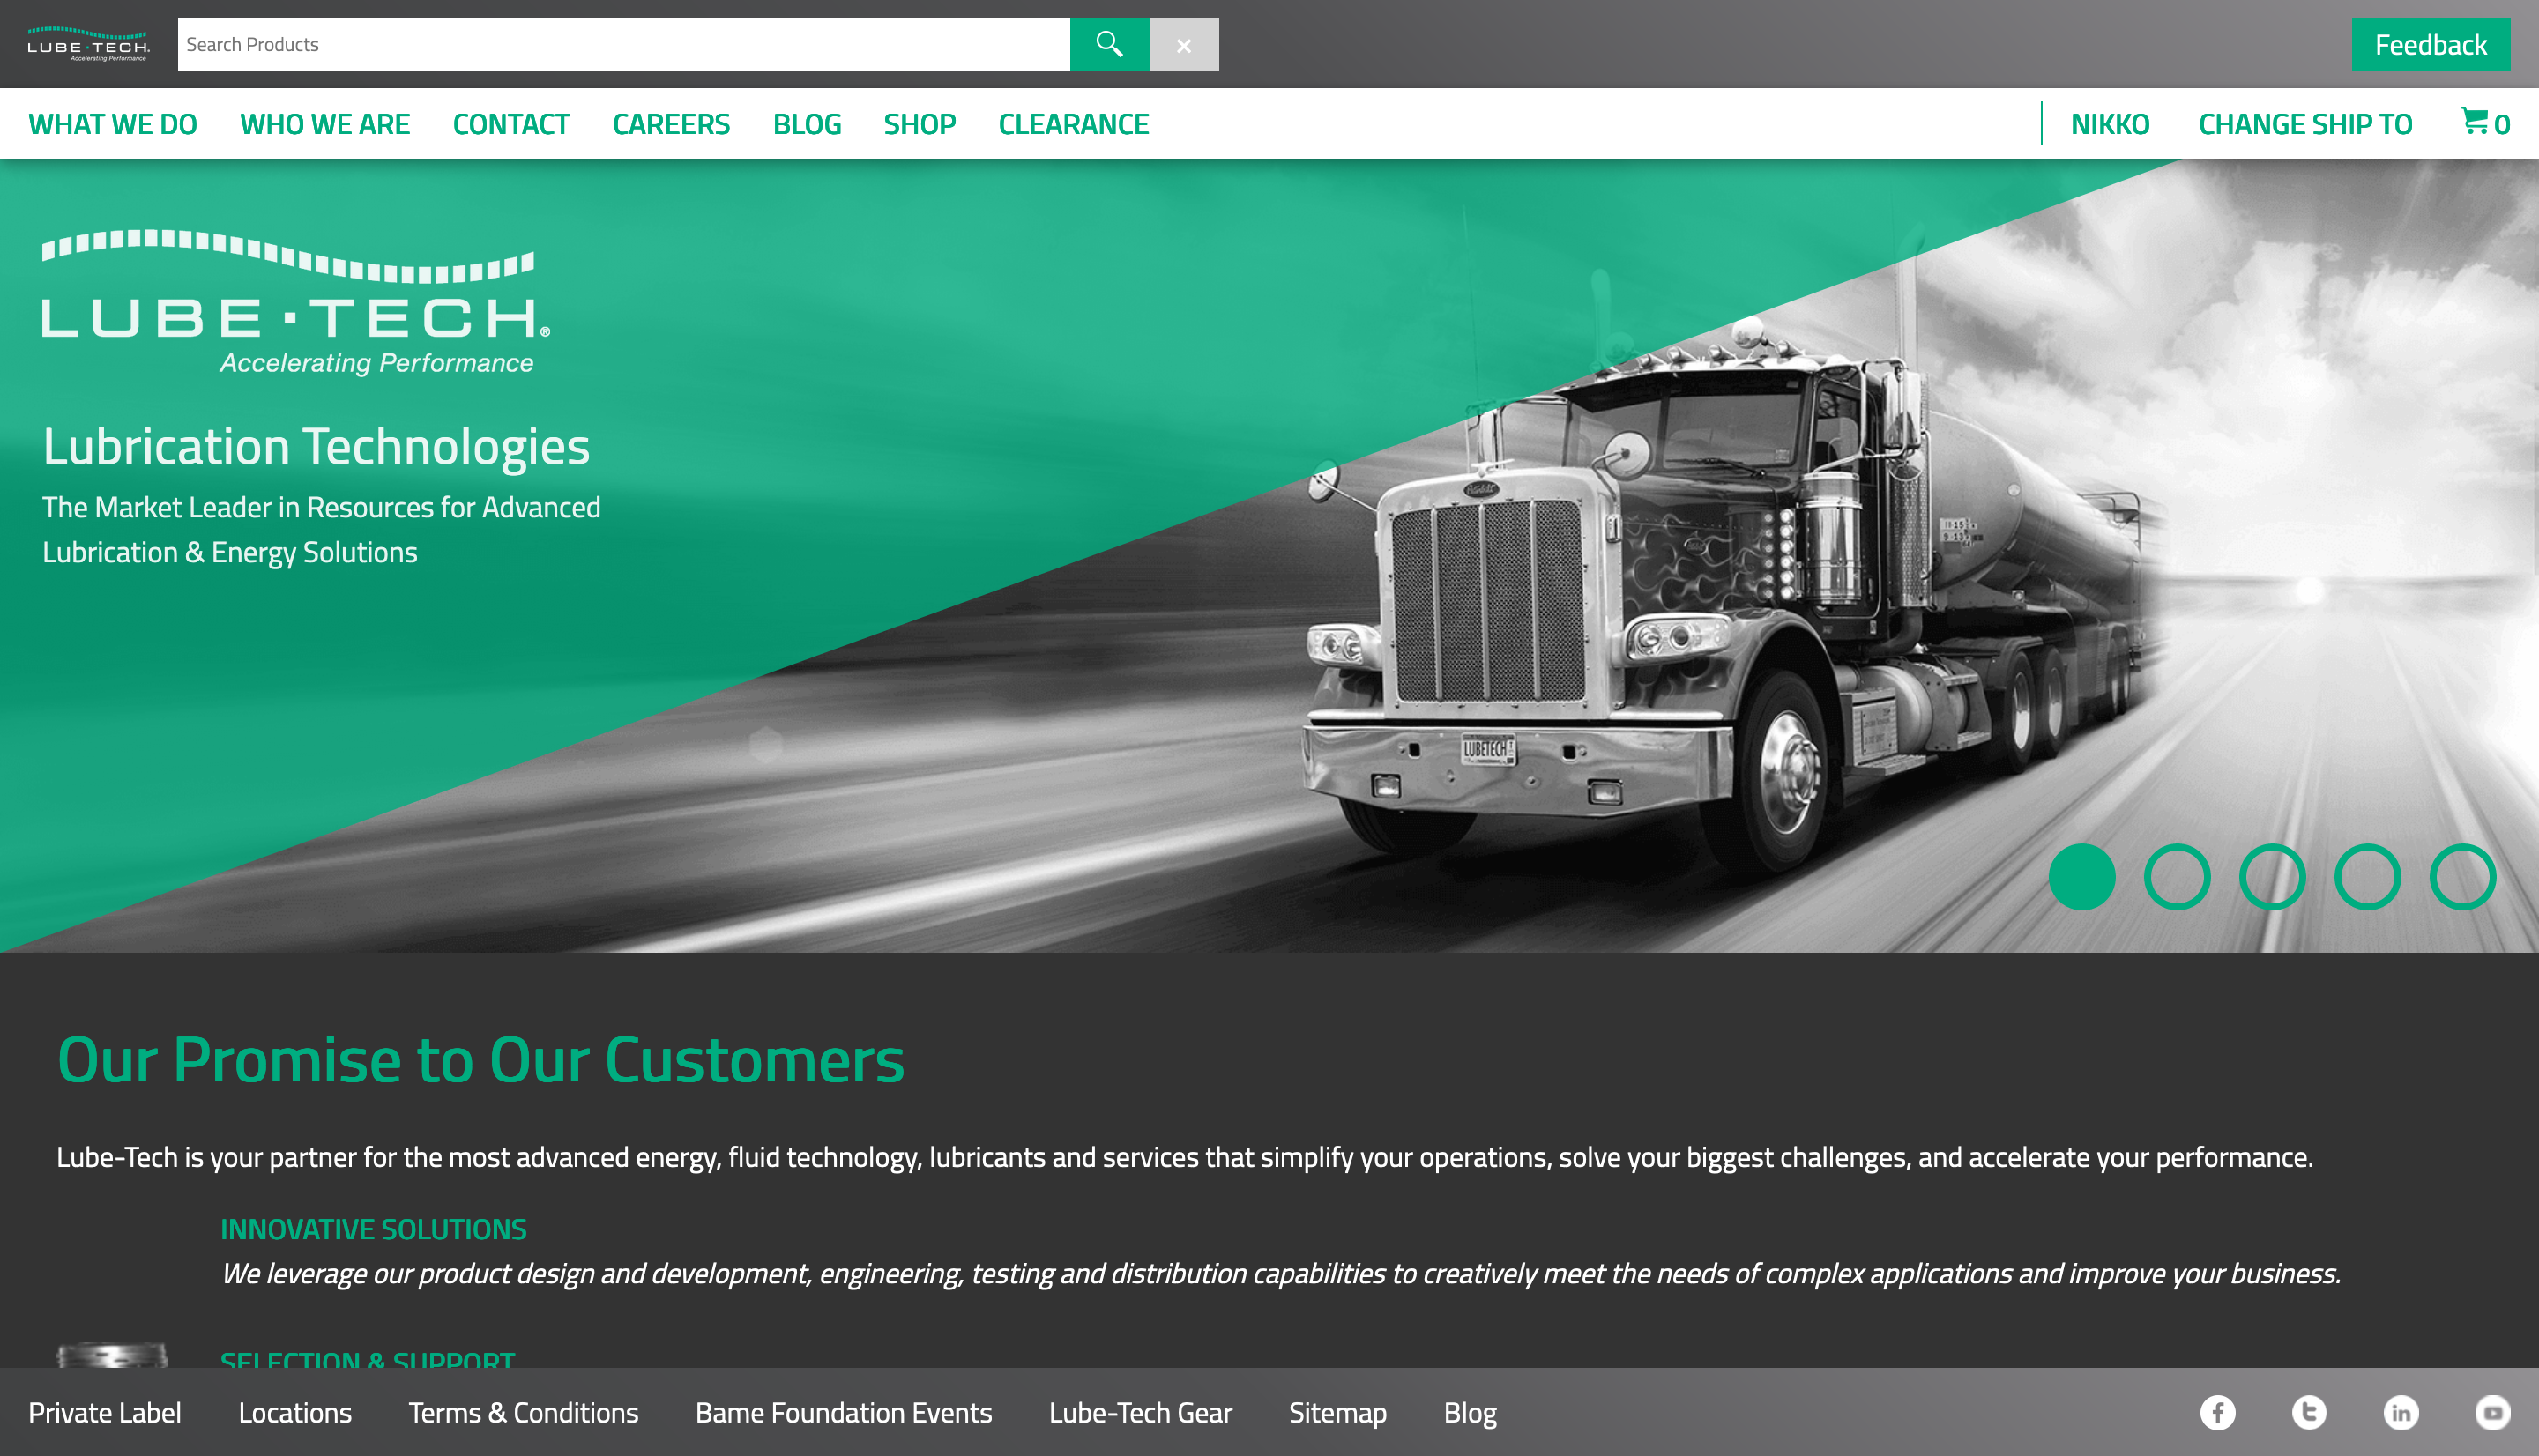 LUBE·TECH.
Accelerating Performance
Search Products
×
Feedback
WHAT WE DO
WHO WE ARE
CONTACT
CAREERS
BLOG
SHOP
CLEARANCE
NIKKO
CHANGE SHIP TO
0
LUBE·TECH®
Accelerating Performance
Lubrication Technologies
The Market Leader in Resources for Advanced
Lubrication & Energy Solutions
Peterbilt
LUBETECH
Our Promise to Our Customers
Lube-Tech is your partner for the most advanced energy, fluid technology, lubricants and services that simplify your operations, solve your biggest challenges, and accelerate your performance.
INNOVATIVE SOLUTIONS
We leverage our product design and development, engineering, testing and distribution capabilities to creatively meet the needs of complex applications and improve your business.
SELECTION & SUPPORT
Private Label
Locations
Terms & Conditions
Bame Foundation Events
Lube-Tech Gear
Sitemap
Blog